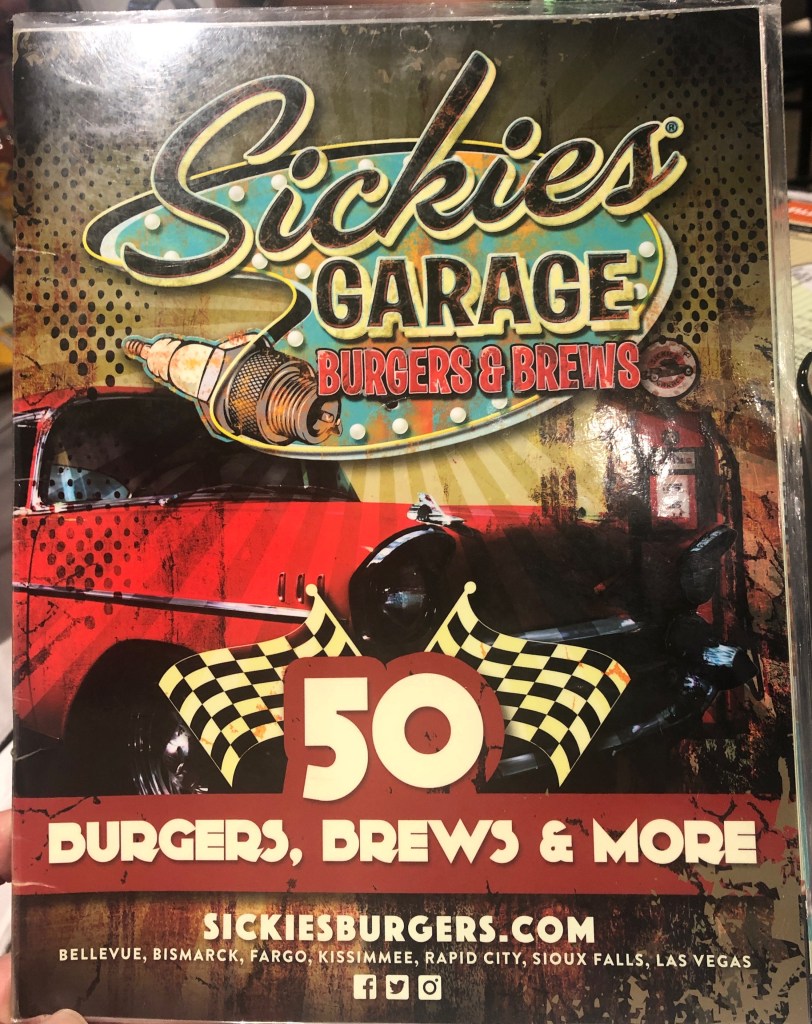 Sickies®
GARAGE
BURGERS & BREWS
50
BURGERS, BREWS & MORE
SICKIESBURGERS.COM
BELLEVUE, BISMARCK, FARGO, KISSIMMEE, RAPID CITY, SIOUX FALLS, LAS VEGAS